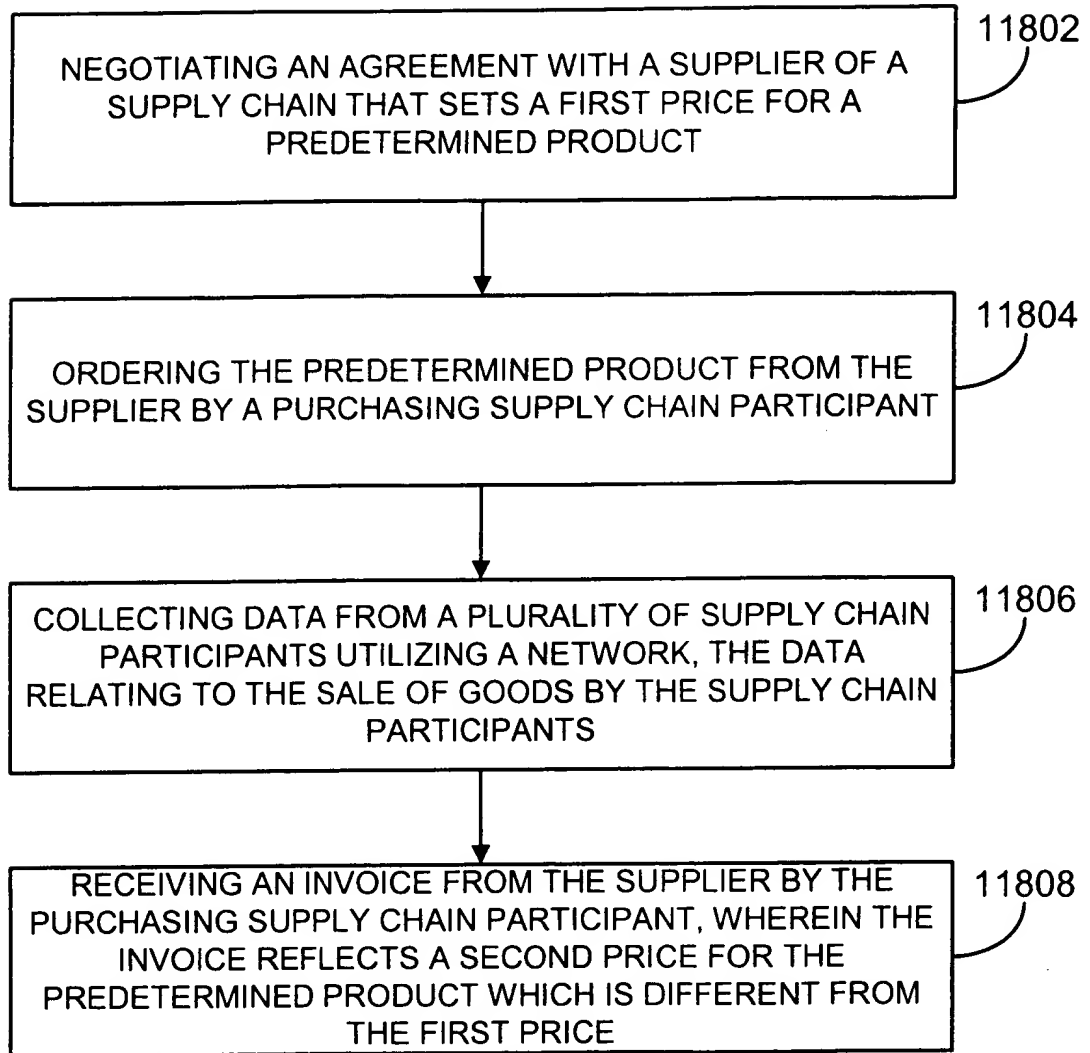 11802
NEGOTIATING AN AGREEMENT WITH A SUPPLIER OF A
SUPPLY CHAIN THAT SETS A FIRST PRICE FOR A
PREDETERMINED PRODUCT
11804
ORDERING THE PREDETERMINED PRODUCT FROM THE
SUPPLIER BY A PURCHASING SUPPLY CHAIN PARTICIPANT
11806
COLLECTING DATA FROM A PLURALITY OF SUPPLY CHAIN
PARTICIPANTS UTILIZING A NETWORK, THE DATA
RELATING TO THE SALE OF GOODS BY THE SUPPLY CHAIN
PARTICIPANTS
11808
RECEIVING AN INVOICE FROM THE SUPPLIER BY THE
PURCHASING SUPPLY CHAIN PARTICIPANT, WHEREIN THE
INVOICE REFLECTS A SECOND PRICE FOR THE
PREDETERMINED PRODUCT WHICH IS DIFFERENT FROM
THE FIRST PRICE